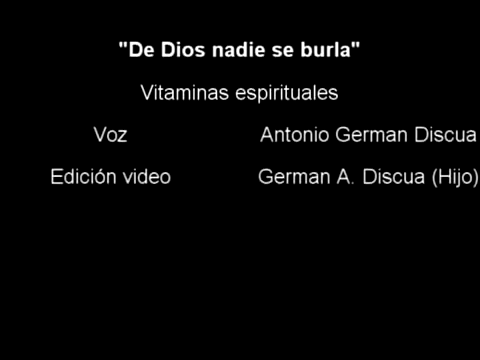 "De Dios nadie se burla"
Vitaminas espirituales
Voz Antonio German Discua
Edición video German A. Discua (Hijo)